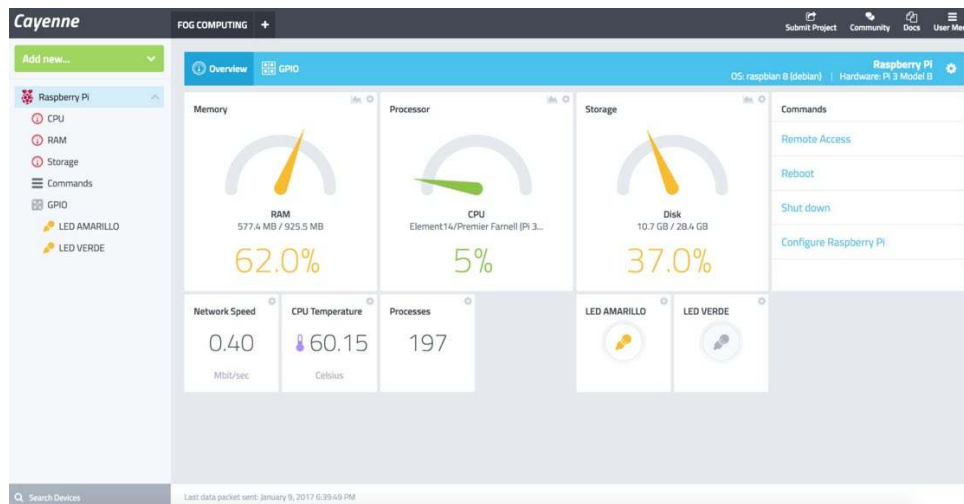 Cayenne
FOG COMPUTING +
Submit Project
Community
Docs
User Men
Add new...
Overview
GPIO
Raspberry Pi
OS: raspbian 8 (debian) | Hardware: Pi 3 Model B
Raspberry Pi
CPU
RAM
Storage
Commands
GPIO
LED AMARILLO
LED VERDE
Memory
RAM
577.4 MB / 925.5 MB
62.0%
Processor
CPU
Element14/Premier Farnell (Pi 3...
5%
Storage
Disk
10.7 GB / 28.4 GB
37.0%
Commands
Remote Access
Reboot
Shut down
Configure Raspberry Pi
Network Speed
0.40
Mbit/sec
CPU Temperature
60.15
Celsius
Processes
197
LED AMARILLO
LED VERDE
Search Devices
Last data packet sent: January 9, 2017 6:39:49 PM